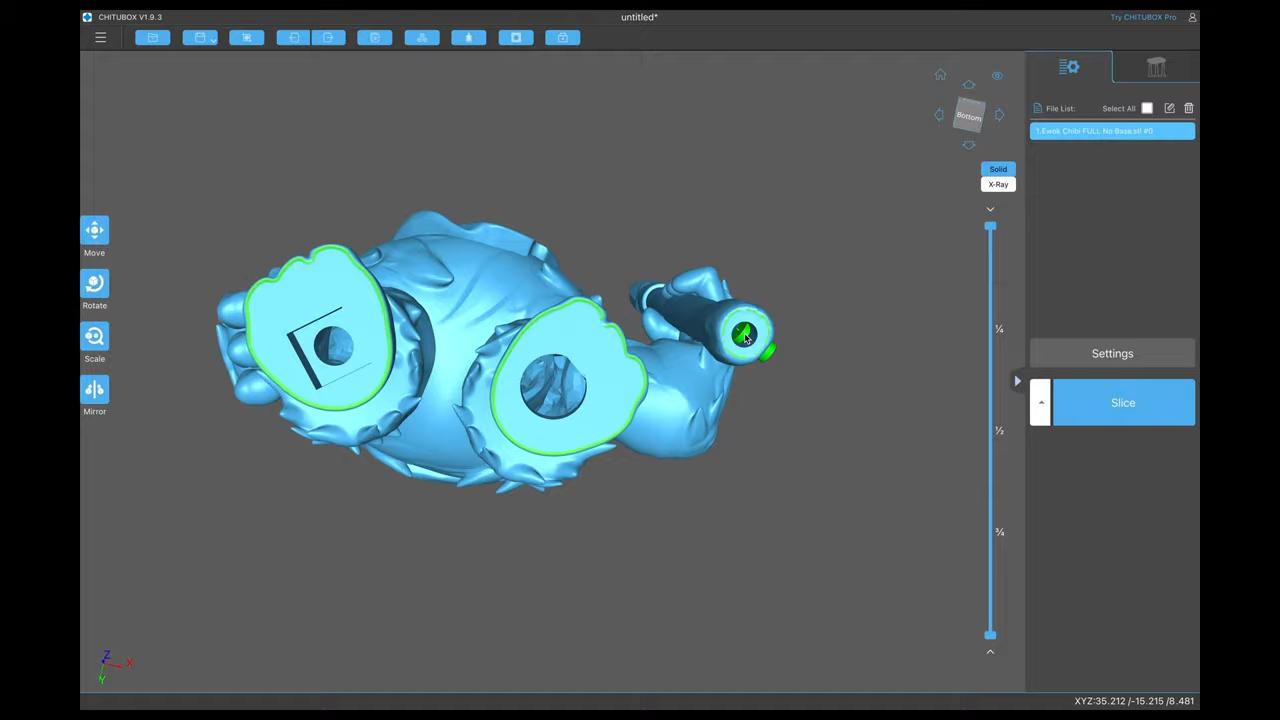 CHITUBOX V1.9.3
untitled*
Try CHITUBOX Pro
File List:
Select All
1.Ewok Chibi FULL No Base.stl #0
Bottom
Solid
X-Ray
Move
Rotate
Scale
Mirror
¼
½
¾
Settings
Slice
Z
X
Y
XYZ:35.212 /-15.215 /8.481